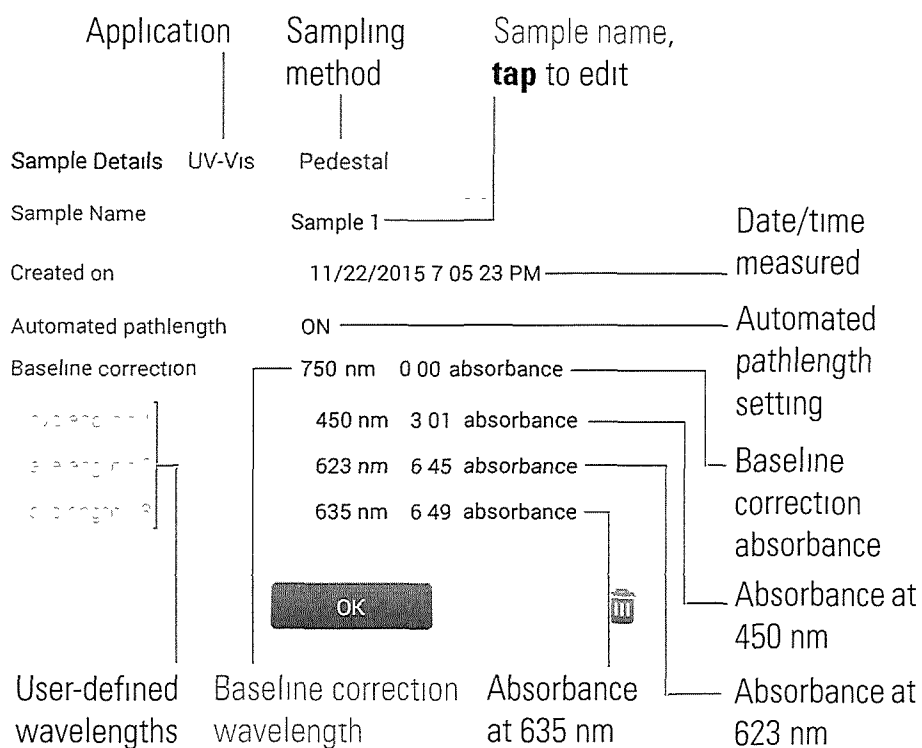 Application
Sampling
method
Sample name,
tap to edit
Sample Details UV-Vis Pedestal
Sample Name Sample 1
Created on 11/22/2015 7 05 23 PM
Date/time
measured
Automated pathlength ON
Automated
pathlength
setting
Baseline correction 750 nm 0 00 absorbance
450 nm 3 01 absorbance
623 nm 6 45 absorbance
635 nm 6 49 absorbance
Baseline
correction
absorbance
OK
Absorbance at
450 nm
User-defined
wavelengths
Baseline correction
wavelength
Absorbance
at 635 nm
Absorbance at
623 nm